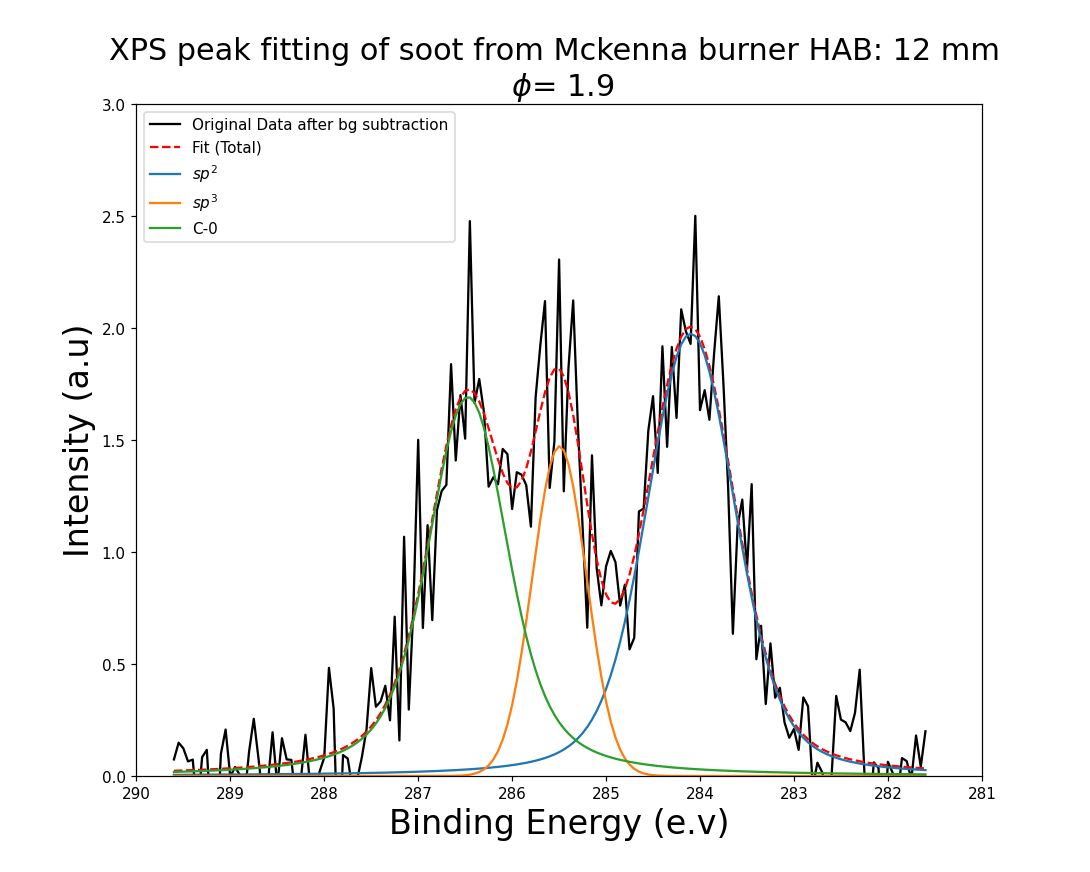 XPS peak fitting of soot from Mckenna burner HAB: 12 mm
ϕ= 1.9
Original Data after bg subtraction
Fit (Total)
sp²
sp³
C-0
Intensity (a.u)
3.0
2.5
2.0
1.5
1.0
0.5
0.0
290 289 288 287 286 285 284 283 282 281
Binding Energy (e.v)